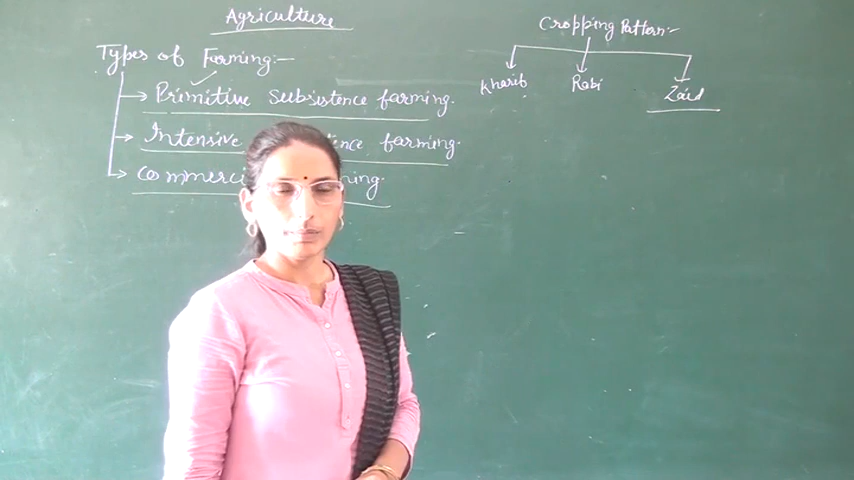 Agriculture
Types of Farming:-
Primitive Subsistence farming.
Intensive farming.
Cropping Pattern:-
Kharif Rabi Zaid